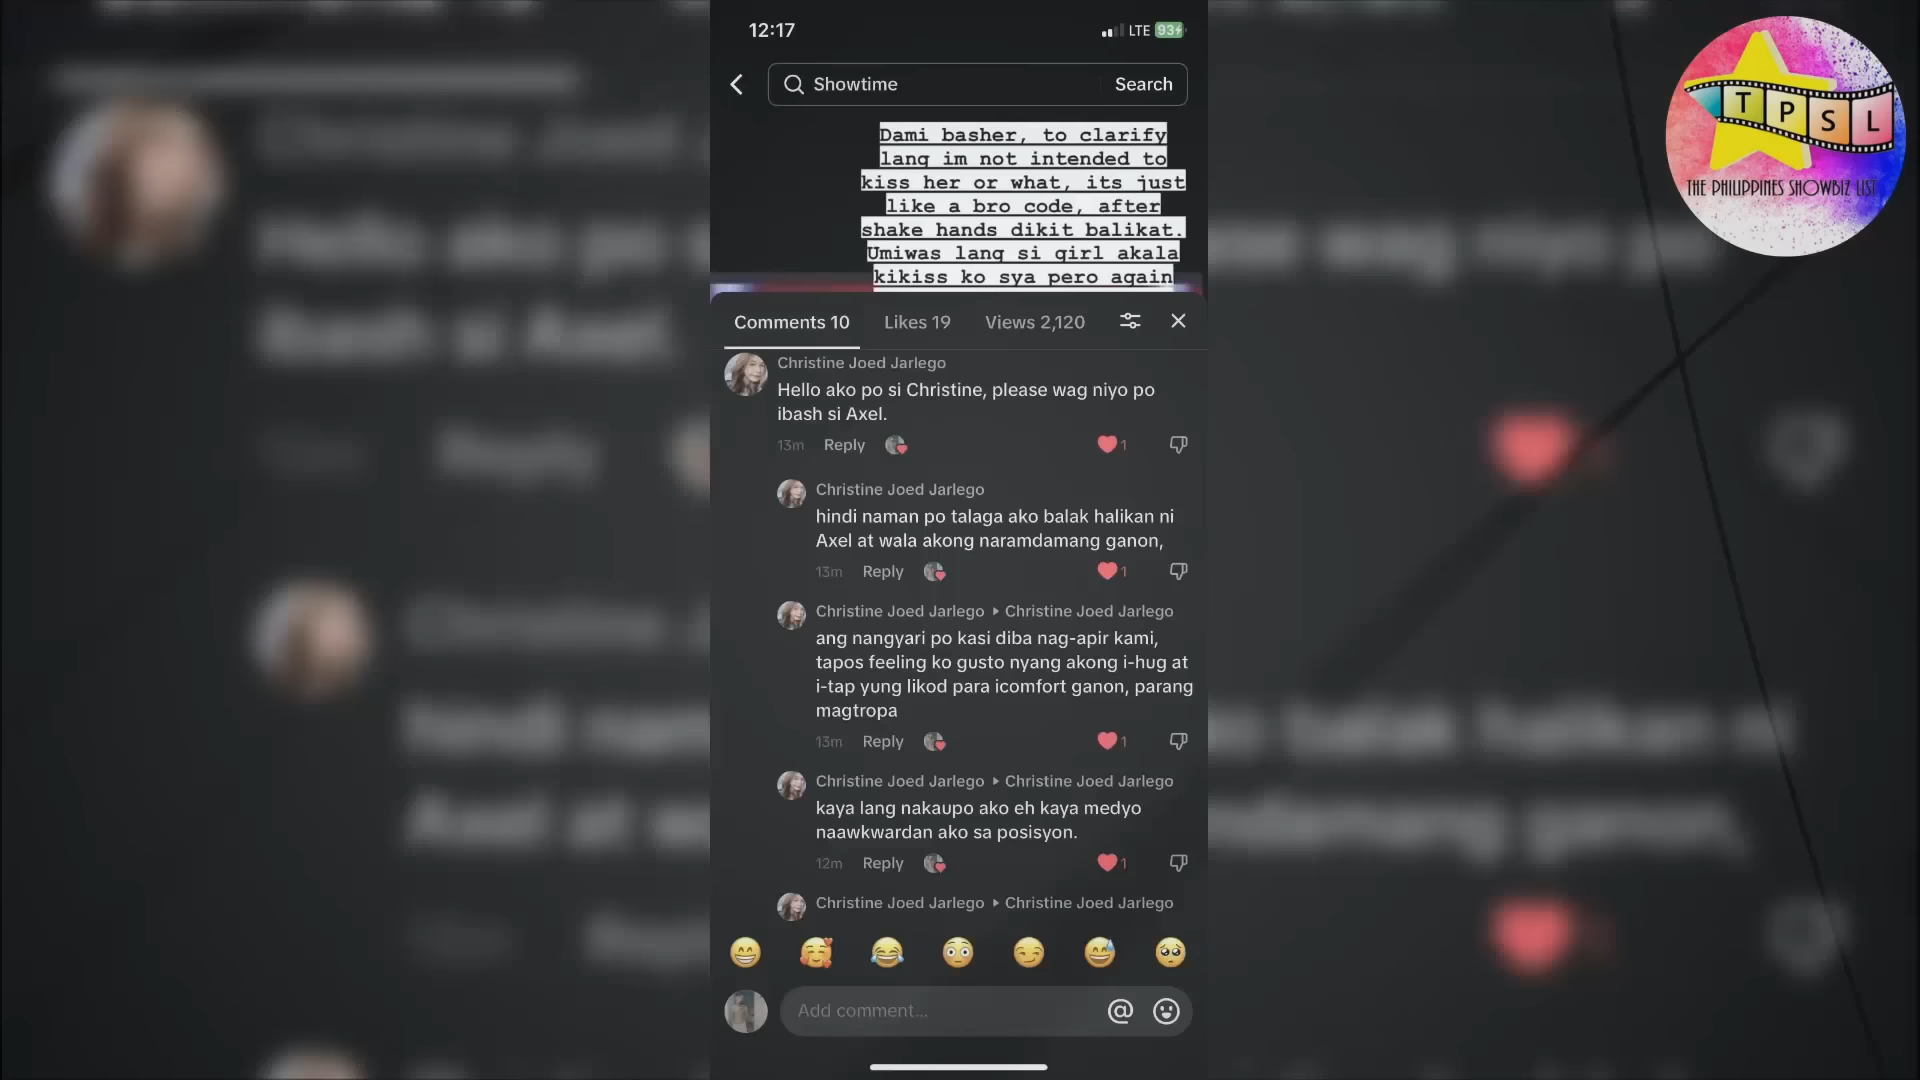 12:17
LTE 93
Showtime
Search
Dami basher, to clarify
lang im not intended to
kiss her or what, its just
like a bro code, after
shake hands dikit balikat.
Umiwas lang si girl akala
kikiss ko sya pero again
Comments 10
Likes 19
Views 2,120
Christine Joed Jarlego
Hello ako po si Christine, please wag niyo po
ibash si Axel.
13m Reply 1
Christine Joed Jarlego
hindi naman po talaga ako balak halikan ni
Axel at wala akong naramdamang ganon,
13m Reply 1
Christine Joed Jarlego Christine Joed Jarlego
ang nangyari po kasi diba nag-apir kami,
tapos feeling ko gusto nyang akong i-hug at
i-tap yung likod para icomfort ganon, parang
magtropa
13m Reply 1
Christine Joed Jarlego Christine Joed Jarlego
kaya lang nakaupo ako eh kaya medyo
naawkwardan ako sa posisyon.
12m Reply 1
Christine Joed Jarlego Christine Joed Jarlego
Add comment...
TPSL
THE PHILIPPINES SHOWBIZ LIST